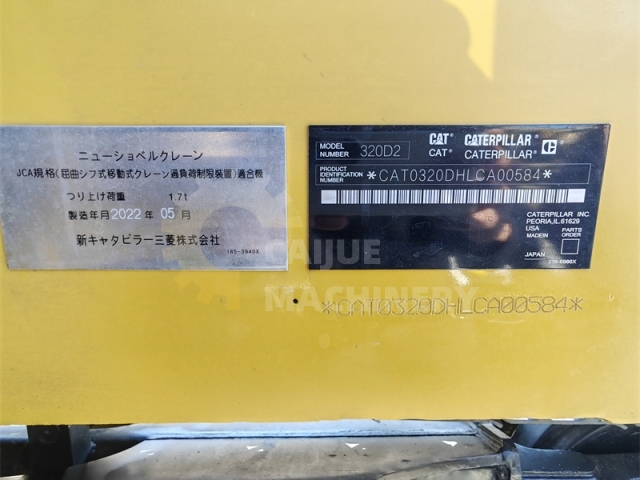 ニューショベルクレーン
JCA規格(屈曲シフ式移動式クレーン過負荷制限装置)適合機
つり上げ荷重 1.7t
製造年月 2022 年 05 月
新キャタピラー三菱株式会社
185-3940X
MODEL NUMBER 320D2
CAT CATERPILLAR
CAT® CATERPILLAR®
PRODUCT IDENTIFICATION NUMBER
*CAT0320DHLCA00584*
CATERPILLAR INC.
PEORIA,IL.61629
USA
MADE IN
JAPAN
PARTS ORDER
CAIJUE
MACHINERY
*CAT0320DHLCA00584*